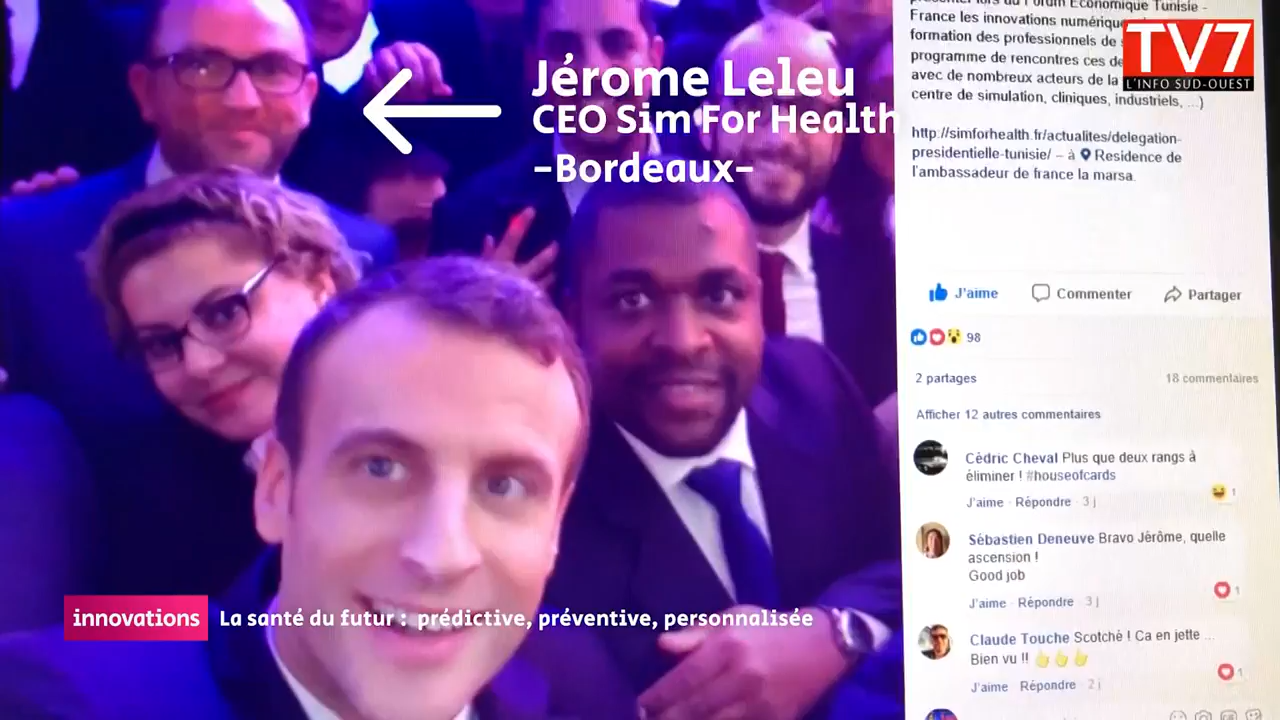 Jérome Leleu
CEO Sim For Health
-Bordeaux-
innovations
La santé du futur : prédictive, préventive, personnalisée
TV7
L'INFO SUD-OUEST
Forum Économique Tunisie -
France les innovations
formation des professionnels de
programme de rencontres ces
avec de nombreux acteurs de la
centre de simulation, cliniques, industriels, ...)
http://simforhealth.fr/actualites/delegation-
presidentielle-tunisie/ – à Residence de
l'ambassadeur de france la marsa.
J'aime Commenter Partager
98
2 partages 18 commentaires
Afficher 12 autres commentaires
Cédric Cheval Plus que deux rangs à
éliminer ! #houseofcards
J'aime · Répondre · 3 j
1
Sébastien Deneuve Bravo Jérôme, quelle
ascension !
Good job
J'aime · Répondre · 3 j
1
Claude Touche Scotché ! Ca en jette ...
Bien vu !!
J'aime · Répondre · 2 j
1